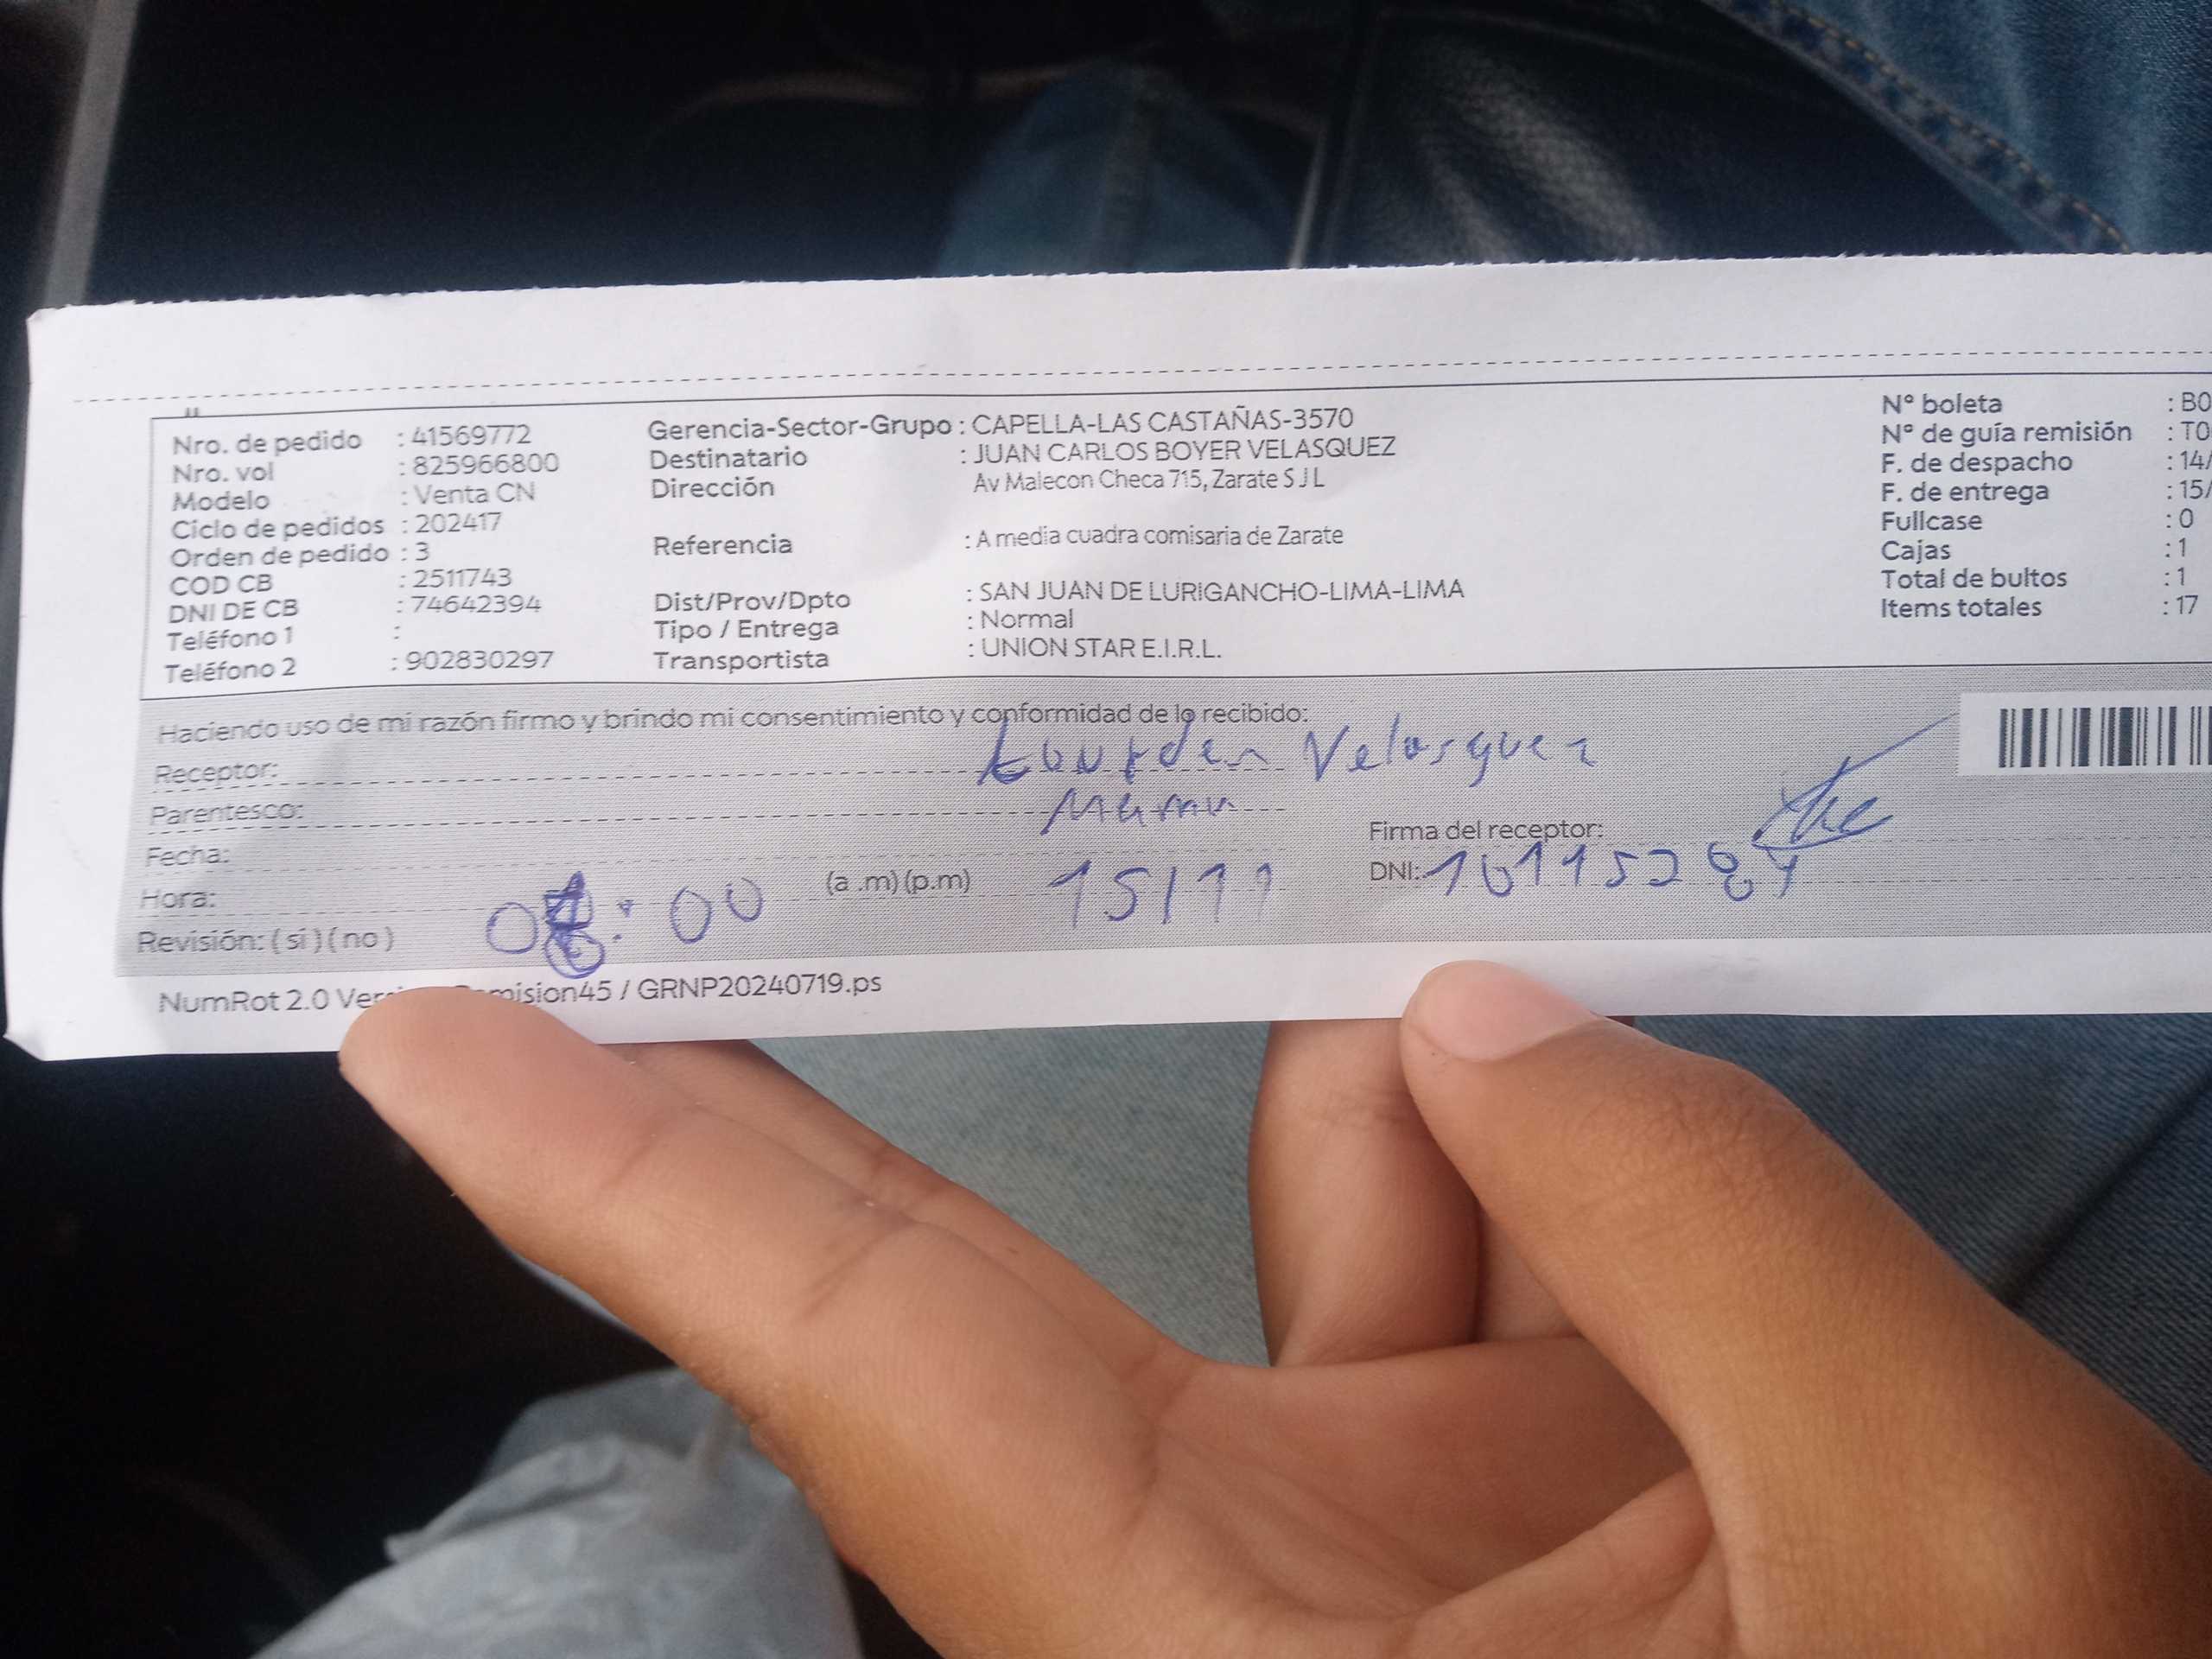 Nro. de pedido : 41569772
Nro. vol : 825966800
Modelo : Venta CN
Ciclo de pedidos : 202417
Orden de pedido : 3
COD CB : 2511743
DNI DE CB : 74642394
Teléfono 1 :
Teléfono 2 : 902830297
Gerencia-Sector-Grupo : CAPELLA-LAS CASTAÑAS-3570
Destinatario : JUAN CARLOS BOYER VELASQUEZ
Dirección Av Malecon Checa 715, Zarate S J L
Referencia : A media cuadra comisaria de Zarate
Dist/Prov/Dpto : SAN JUAN DE LURIGANCHO-LIMA-LIMA
Tipo / Entrega : Normal
Transportista : UNION STAR E.I.R.L.
N° boleta : B0
N° de guía remisión : T0
F. de despacho : 14/
F. de entrega : 15/
Fullcase : 0
Cajas : 1
Total de bultos : 1
Items totales : 17
Haciendo uso de mi razón firmo y brindo mi consentimiento y conformidad de lo recibido:
Receptor: Lourdes Velasquez
Parentesco: Mamá
Fecha: 15/11
Hora: :00 (a .m) (p.m)
Revisión: ( si ) ( no )
Firma del receptor:
DNI:
NumRot 2.0 / GRNP20240719.ps